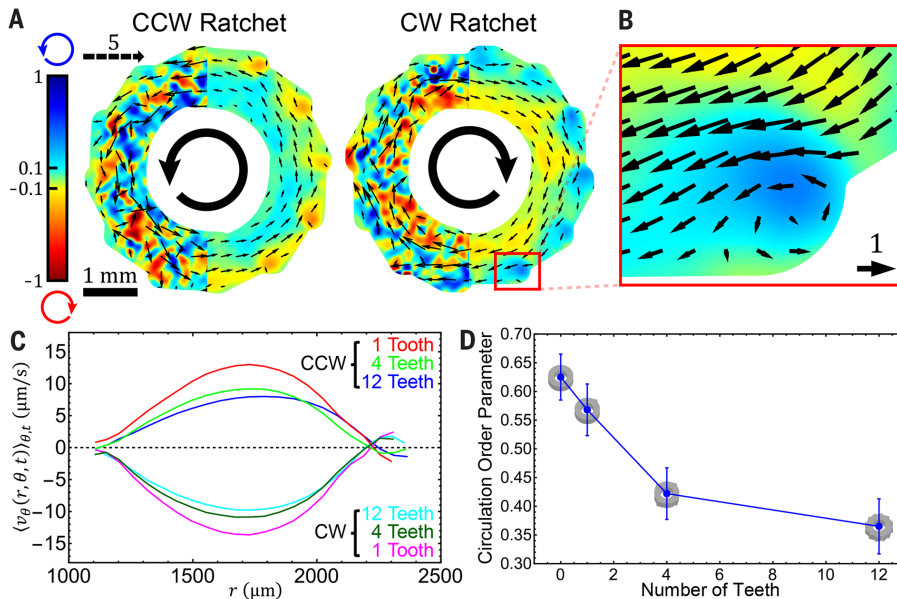 A
CCW Ratchet
CW Ratchet
B
5
1
0.1
-0.1
-1
1 mm
1
C
⟨v_θ(r, θ, t)⟩_θ,t (μm/s)
15
10
5
0
-5
-10
-15
CCW
1 Tooth
4 Teeth
12 Teeth
CW
12 Teeth
4 Teeth
1 Tooth
1000 1500 2000 2500
r (μm)
D
Circulation Order Parameter
0.70
0.65
0.60
0.55
0.50
0.45
0.40
0.35
0.30
0 2 4 6 8 10 12
Number of Teeth